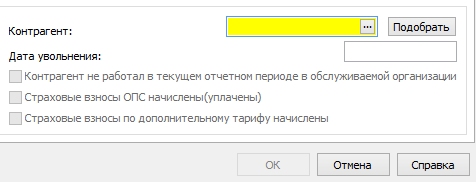 Контрагент: ... Подобрать
Дата увольнения:
Контрагент не работал в текущем отчетном периоде в обслуживаемой организации
Страховые взносы ОПС начислены(уплачены)
Страховые взносы по дополнительному тарифу начислены
ОК Отмена Справка